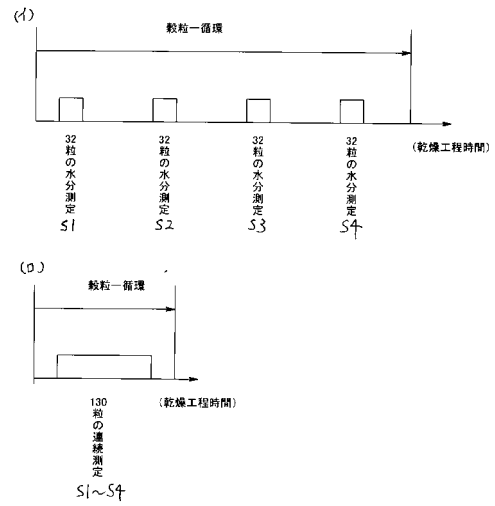 (イ)
穀粒一循環
32粒の水分測定
32粒の水分測定
32粒の水分測定
32粒の水分測定
(乾燥工程時間)
S1
S2
S3
S4
(ロ)
穀粒一循環
130粒の連続測定
(乾燥工程時間)
S1～S4